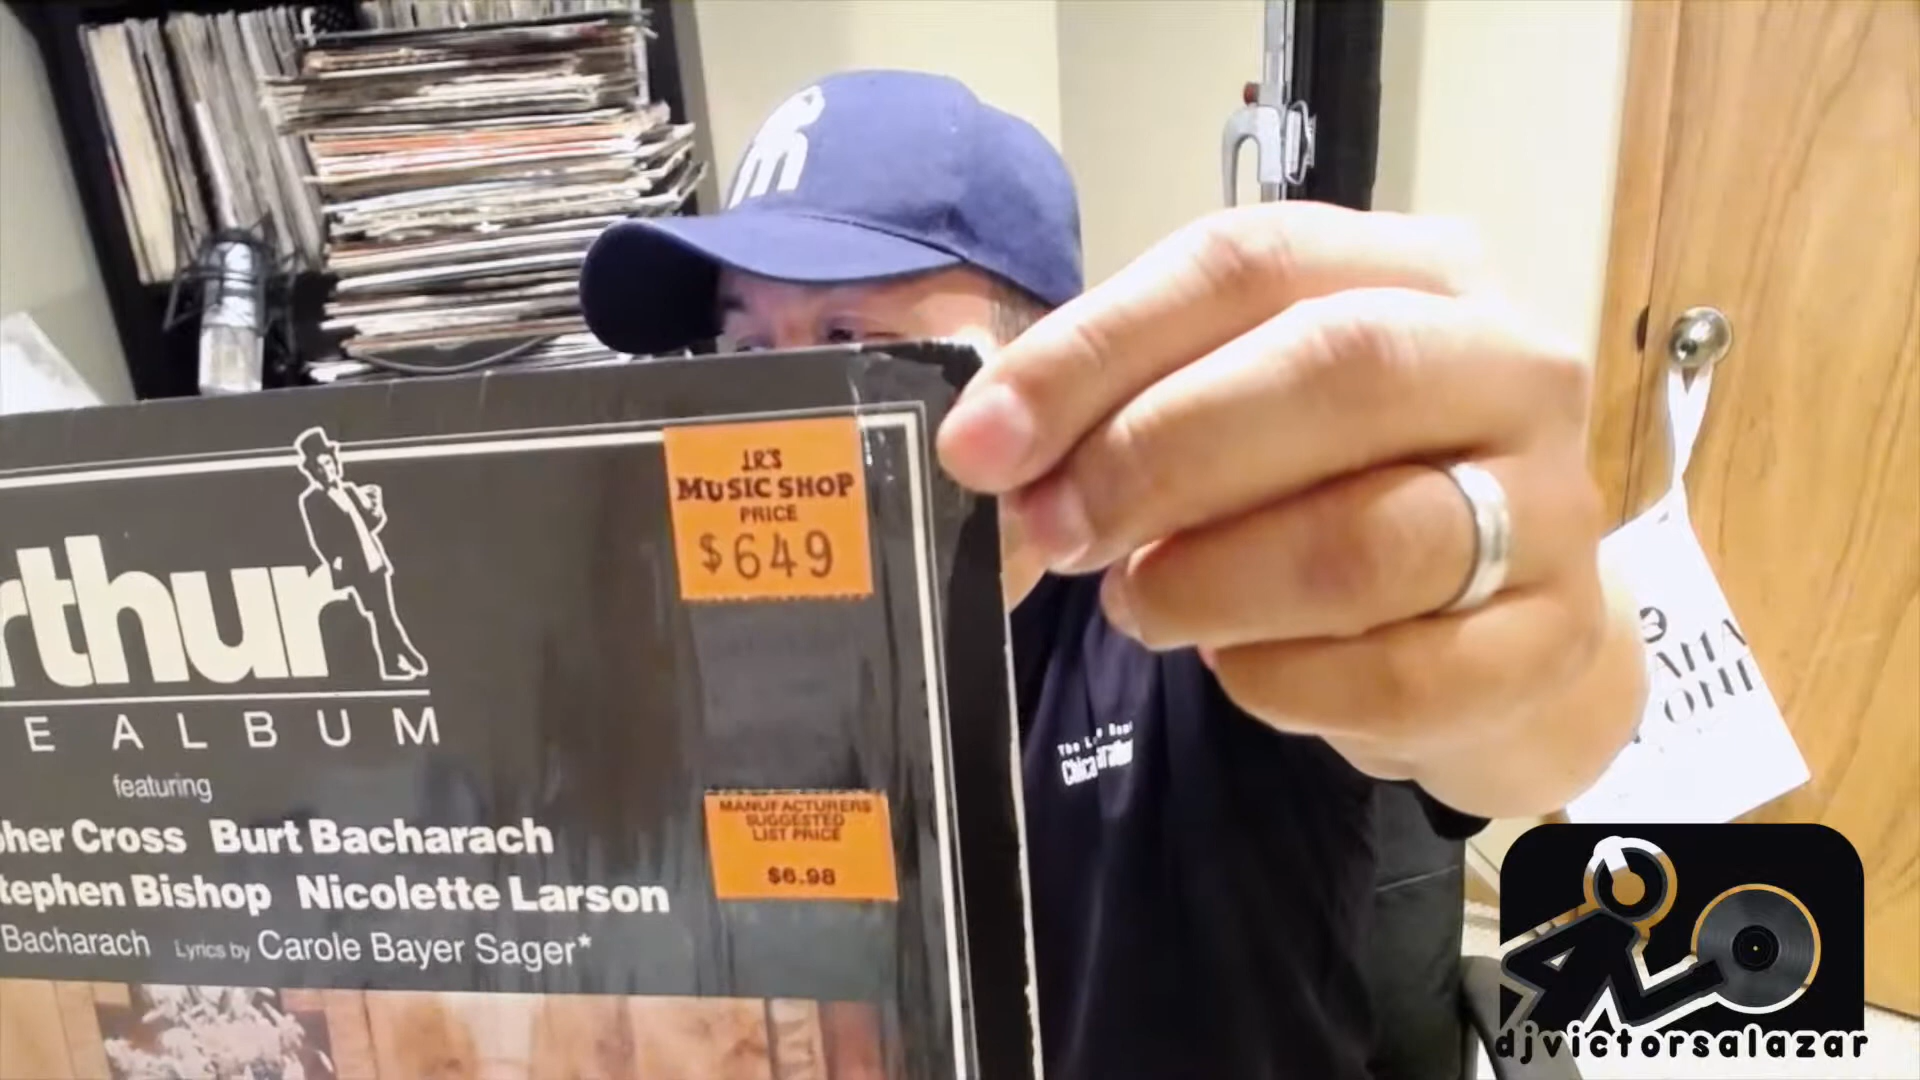 J.R'S
MUSIC SHOP
PRICE
$649
rthur
E ALBUM
featuring
pher Cross Burt Bacharach
tephen Bishop Nicolette Larson
Bacharach Lyrics by Carole Bayer Sager*
MANUFACTURERS
SUGGESTED
LIST PRICE
$6.98
djvictorsalazar